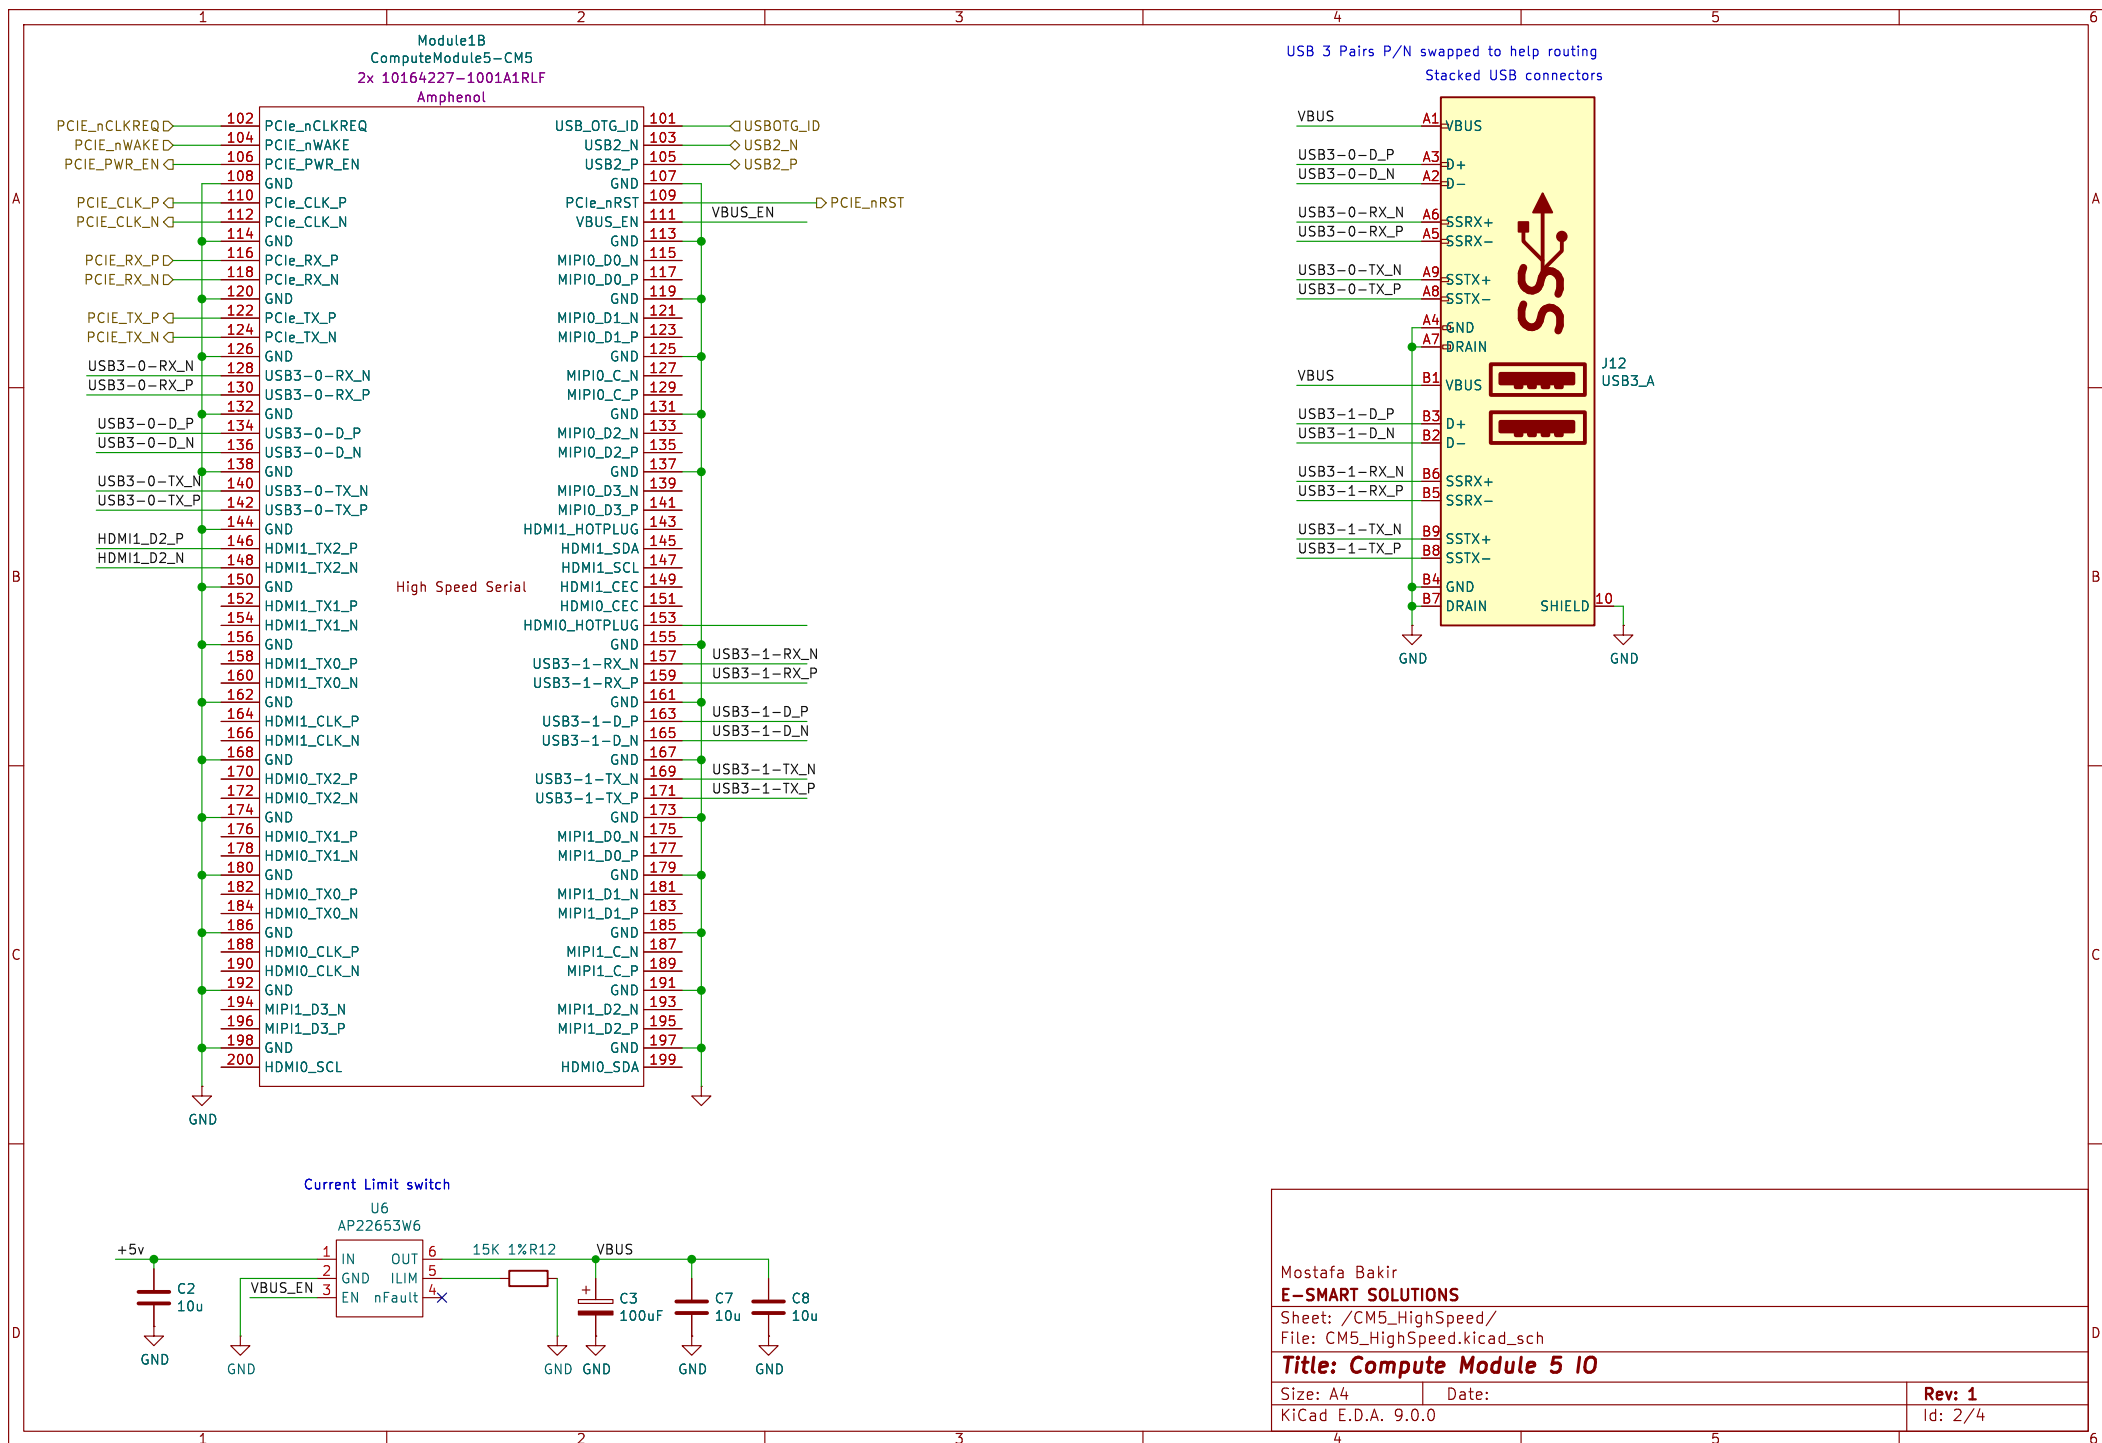 1 2 3 4 5 6
Module1B
ComputeModule5-CM5
2x 10164227-1001A1RLF
Amphenol
PCIE_nCLKREQ 102 PCIe_nCLKREQ USB_OTG_ID 101 USBOTG_ID
PCIE_nWAKE 104 PCIE_nWAKE USB2_N 103 USB2_N
PCIE_PWR_EN 106 PCIE_PWR_EN USB2_P 105 USB2_P
108 GND GND 107
A
PCIE_CLK_P 110 PCIe_CLK_P PCIe_nRST 109 PCIE_nRST
PCIE_CLK_N 112 PCIe_CLK_N VBUS_EN 111 VBUS_EN
114 GND GND 113
PCIE_RX_P 116 PCIe_RX_P MIPI0_D0_N 115
PCIE_RX_N 118 PCIe_RX_N MIPI0_D0_P 117
120 GND GND 119
PCIE_TX_P 122 PCIe_TX_P MIPI0_D1_N 121
PCIE_TX_N 124 PCIe_TX_N MIPI0_D1_P 123
126 GND GND 125
USB3-0-RX_N 128 USB3-0-RX_N MIPI0_C_N 127
USB3-0-RX_P 130 USB3-0-RX_P MIPI0_C_P 129
132 GND GND 131
USB3-0-D_P 134 USB3-0-D_P MIPI0_D2_N 133
USB3-0-D_N 136 USB3-0-D_N MIPI0_D2_P 135
138 GND GND 137
USB3-0-TX_N 140 USB3-0-TX_N MIPI0_D3_N 139
USB3-0-TX_P 142 USB3-0-TX_P MIPI0_D3_P 141
144 GND HDMI1_HOTPLUG 143
HDMI1_D2_P 146 HDMI1_TX2_P HDMI1_SDA 145
HDMI1_D2_N 148 HDMI1_TX2_N HDMI1_SCL 147
B
150 GND High Speed Serial HDMI1_CEC 149
152 HDMI1_TX1_P HDMI0_CEC 151
154 HDMI1_TX1_N HDMI0_HOTPLUG 153
156 GND GND 155
158 HDMI1_TX0_P USB3-1-RX_N 157 USB3-1-RX_N
160 HDMI1_TX0_N USB3-1-RX_P 159 USB3-1-RX_P
162 GND GND 161
164 HDMI1_CLK_P USB3-1-D_P 163 USB3-1-D_P
166 HDMI1_CLK_N USB3-1-D_N 165 USB3-1-D_N
168 GND GND 167
170 HDMI0_TX2_P USB3-1-TX_N 169 USB3-1-TX_N
172 HDMI0_TX2_N USB3-1-TX_P 171 USB3-1-TX_P
174 GND GND 173
176 HDMI0_TX1_P MIPI1_D0_N 175
178 HDMI0_TX1_N MIPI1_D0_P 177
180 GND GND 179
182 HDMI0_TX0_P MIPI1_D1_N 181
184 HDMI0_TX0_N MIPI1_D1_P 183
186 GND GND 185
C
188 HDMI0_CLK_P MIPI1_C_N 187
190 HDMI0_CLK_N MIPI1_C_P 189
192 GND GND 191
194 MIPI1_D3_N MIPI1_D2_N 193
196 MIPI1_D3_P MIPI1_D2_P 195
198 GND GND 197
200 HDMI0_SCL HDMI0_SDA 199
GND
USB 3 Pairs P/N swapped to help routing
Stacked USB connectors
VBUS A1 VBUS
USB3-0-D_P A3 D+
USB3-0-D_N A2 D-
A
USB3-0-RX_N A6 SSRX+
USB3-0-RX_P A5 SSRX-
USB3-0-TX_N A9 SSTX+
USB3-0-TX_P A8 SSTX-
SS
A4 GND
A7 DRAIN
J12
USB3_A
VBUS B1 VBUS
USB3-1-D_P B3 D+
USB3-1-D_N B2 D-
USB3-1-RX_N B6 SSRX+
USB3-1-RX_P B5 SSRX-
USB3-1-TX_N B9 SSTX+
USB3-1-TX_P B8 SSTX-
B
B4 GND
B7 DRAIN SHIELD 10
GND GND
C
Current Limit switch
U6
AP22653W6
+5v 1 IN OUT 6 15K 1% R12 VBUS
2 GND ILIM 5
VBUS_EN 3 EN nFault 4
C2
10u
C3
100uF
C7
10u
C8
10u
D
GND GND GND GND GND GND
Mostafa Bakir
E-SMART SOLUTIONS
Sheet: /CM5_HighSpeed/
File: CM5_HighSpeed.kicad_sch
D
Title: Compute Module 5 IO
Size: A4 Date: Rev: 1
KiCad E.D.A. 9.0.0 Id: 2/4
1 2 3 4 5 6